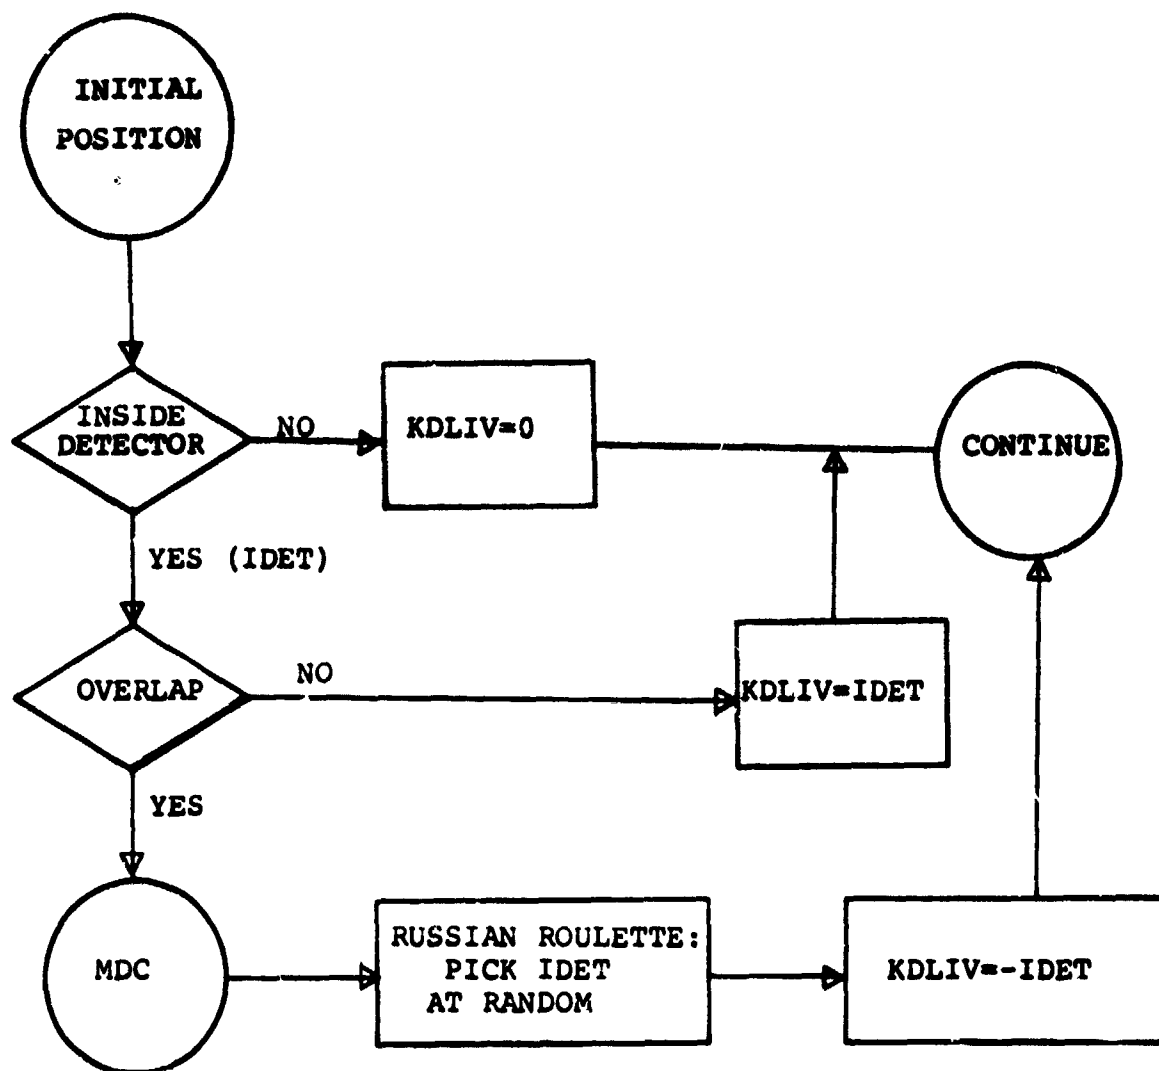 INITIAL
POSITION
INSIDE
DETECTOR
NO
KDLIV=0
CONTINUE
YES (IDET)
OVERLAP
NO
KDLIV=IDET
YES
MDC
RUSSIAN ROULETTE:
PICK IDET
AT RANDOM
KDLIV=-IDET